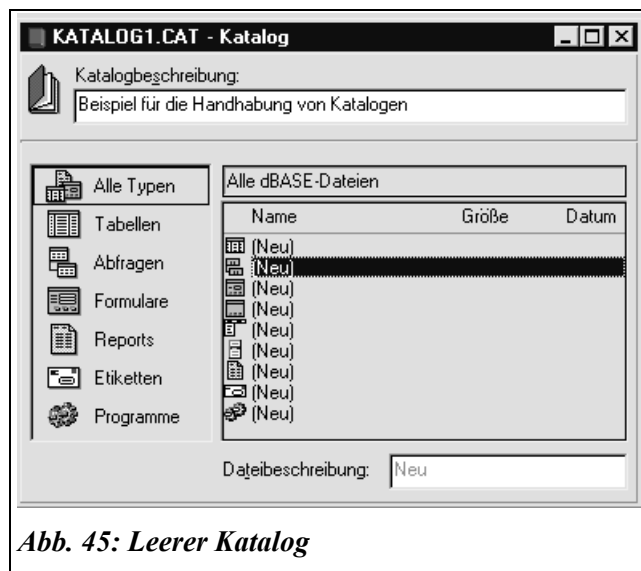 KATALOG1.CAT - Katalog
Katalogbeschreibung:
Beispiel für die Handhabung von Katalogen
Alle Typen
Tabellen
Abfragen
Formulare
Reports
Etiketten
Programme
Alle dBASE-Dateien
Name Größe Datum
(Neu)
(Neu)
(Neu)
(Neu)
(Neu)
(Neu)
(Neu)
(Neu)
(Neu)
Dateibeschreibung: Neu
Abb. 45: Leerer Katalog